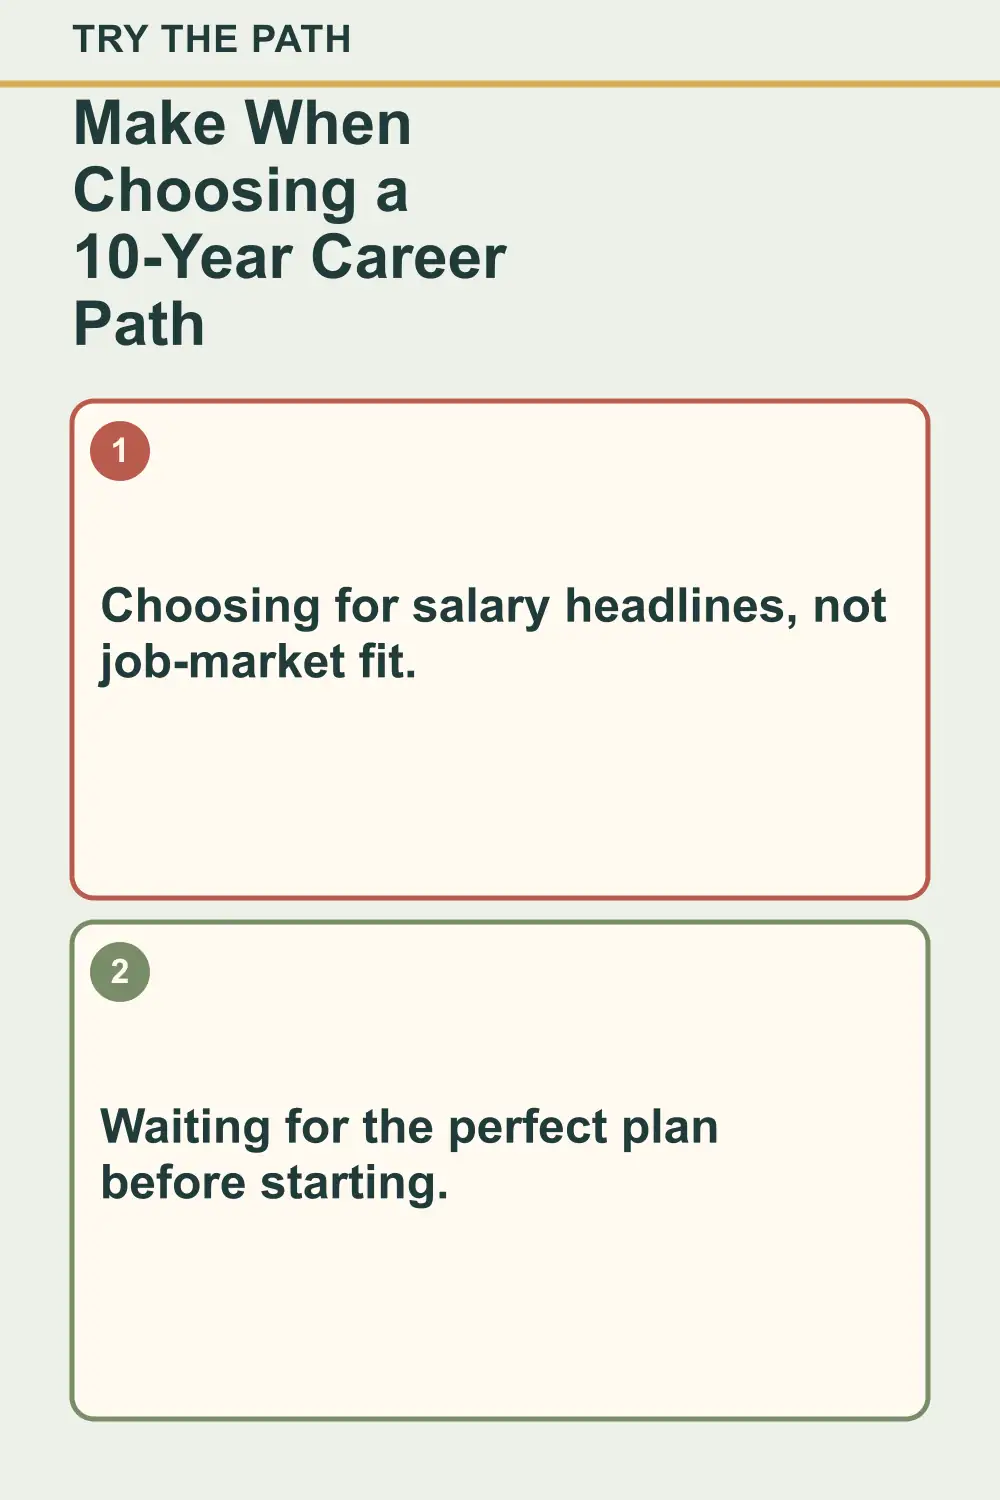 TRY THE PATH
Make When
Choosing a
10-Year Career
Path
1
Choosing for salary headlines, not
job-market fit.
2
Waiting for the perfect plan
before starting.